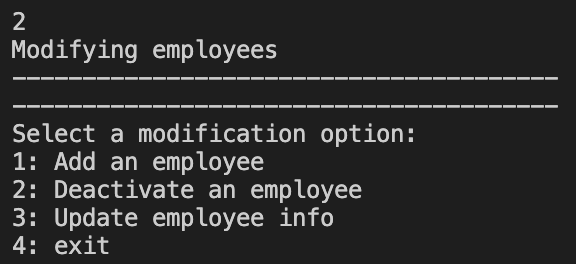 2
Modifying employees
---------------------------------------
---------------------------------------
Select a modification option:
1: Add an employee
2: Deactivate an employee
3: Update employee info
4: exit